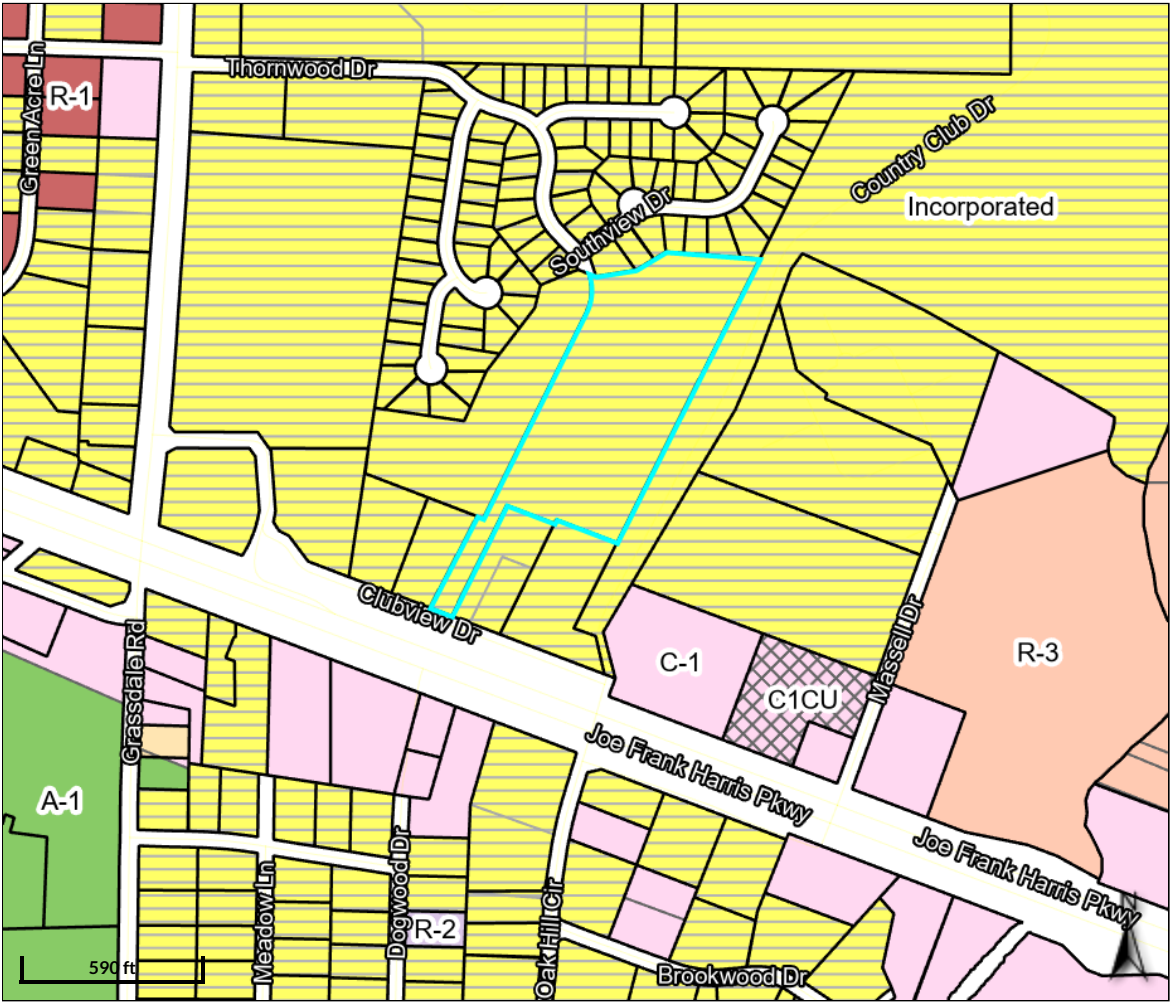 Thornwood Dr
Green Acre Ln
R-1
Country Club Dr
Incorporated
Southview Dr
Clubview Dr
Grassdale Rd
C-1
C1CU
Massell Dr
R-3
Joe Frank Harris Pkwy
A-1
Joe Frank Harris Pkwy
Meadow Ln
Dogwood Dr
PR-2
Oak Hill Cir
Brookwood Dr
590 ft